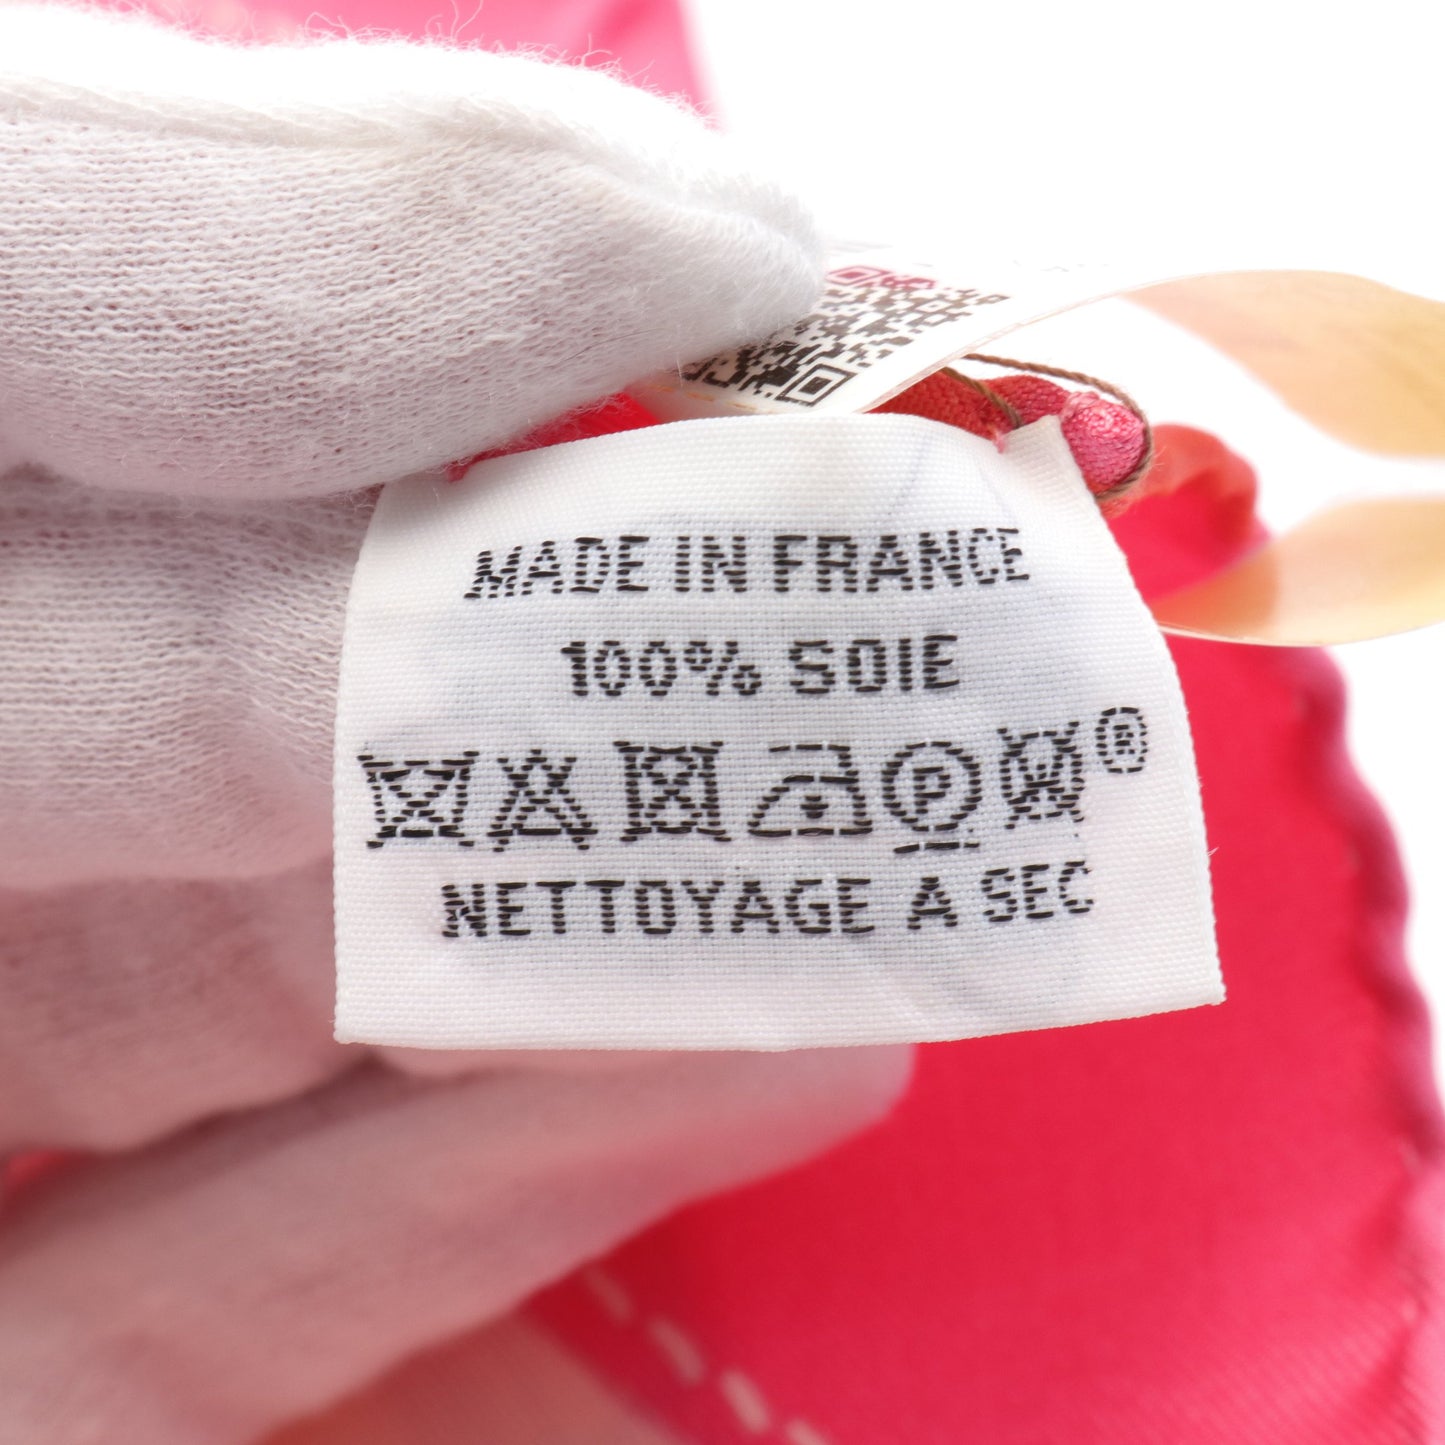 MADE IN FRANCE
100% SOIE
P W ®
NETTOYAGE A SEC